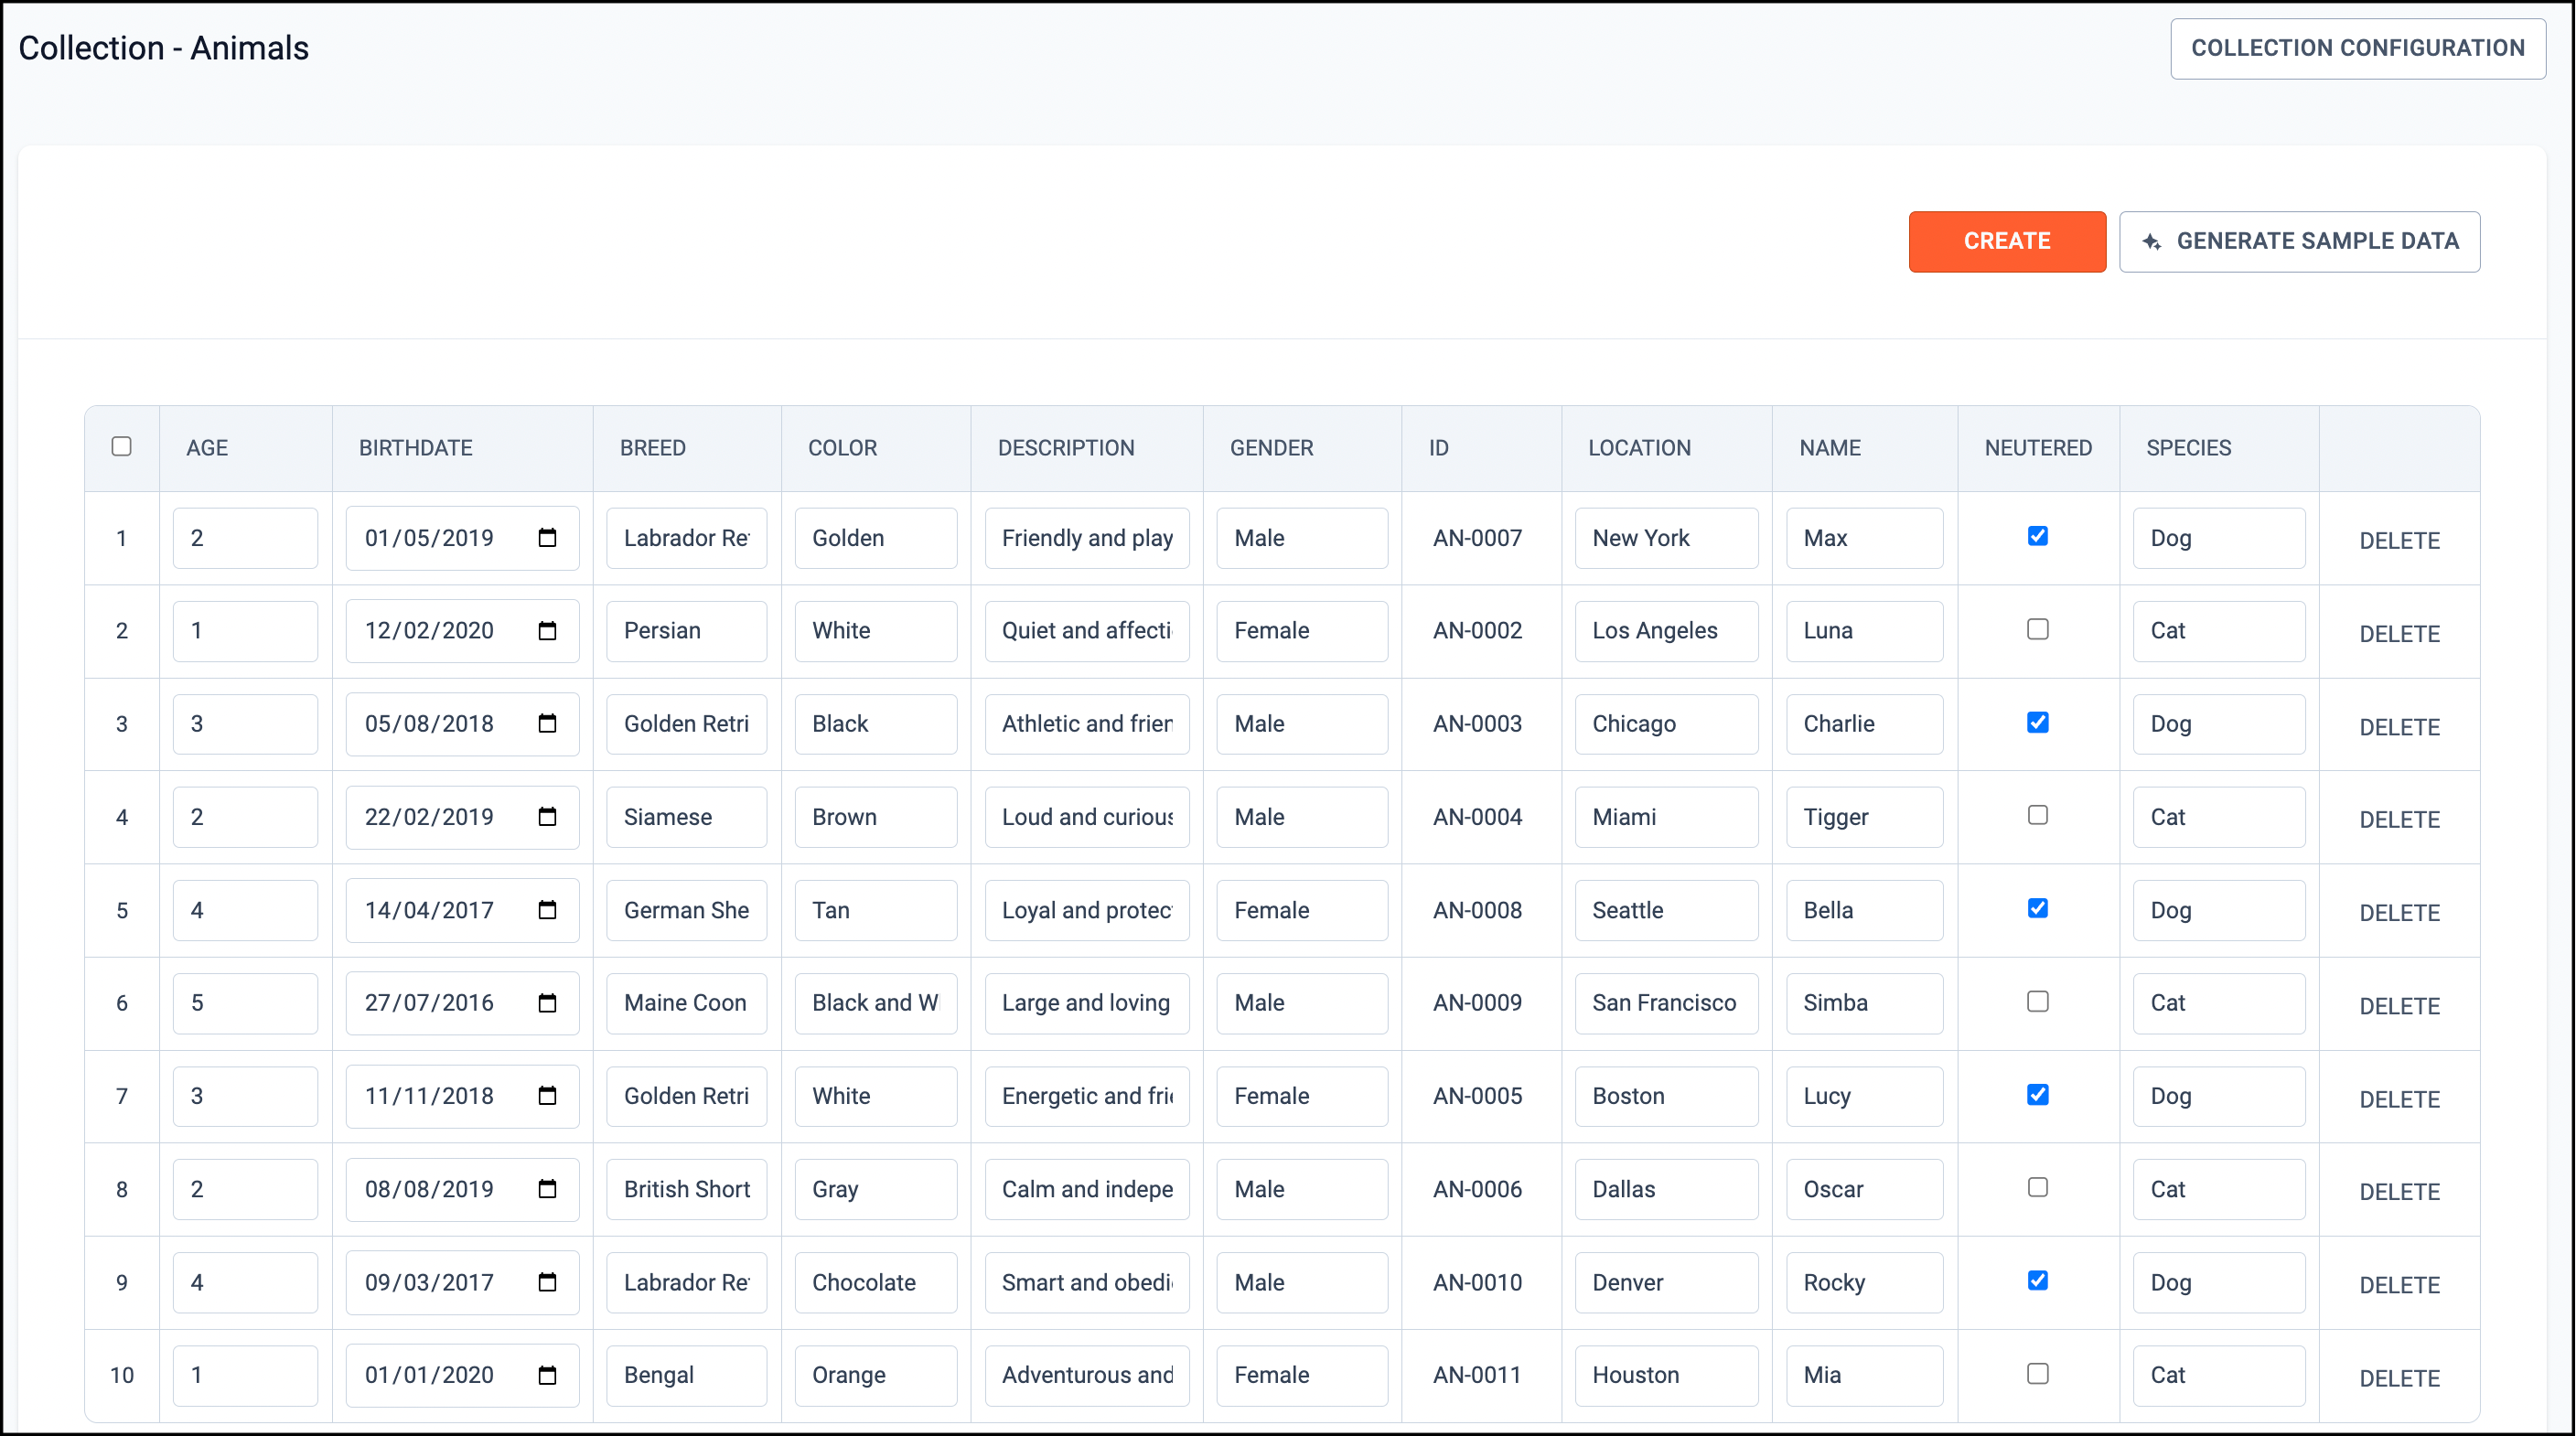 Collection - Animals
COLLECTION CONFIGURATION
CREATE
GENERATE SAMPLE DATA
AGE BIRTHDATE BREED COLOR DESCRIPTION GENDER ID LOCATION NAME NEUTERED SPECIES
1 2 01/05/2019 Labrador Re Golden Friendly and play Male AN-0007 New York Max Dog DELETE
2 1 12/02/2020 Persian White Quiet and affecti Female AN-0002 Los Angeles Luna Cat DELETE
3 3 05/08/2018 Golden Retri Black Athletic and frien Male AN-0003 Chicago Charlie Dog DELETE
4 2 22/02/2019 Siamese Brown Loud and curious Male AN-0004 Miami Tigger Cat DELETE
5 4 14/04/2017 German She Tan Loyal and protec Female AN-0008 Seattle Bella Dog DELETE
6 5 27/07/2016 Maine Coon Black and W Large and loving Male AN-0009 San Francisco Simba Cat DELETE
7 3 11/11/2018 Golden Retri White Energetic and frie Female AN-0005 Boston Lucy Dog DELETE
8 2 08/08/2019 British Short Gray Calm and indepe Male AN-0006 Dallas Oscar Cat DELETE
9 4 09/03/2017 Labrador Re Chocolate Smart and obedi Male AN-0010 Denver Rocky Dog DELETE
10 1 01/01/2020 Bengal Orange Adventurous and Female AN-0011 Houston Mia Cat DELETE